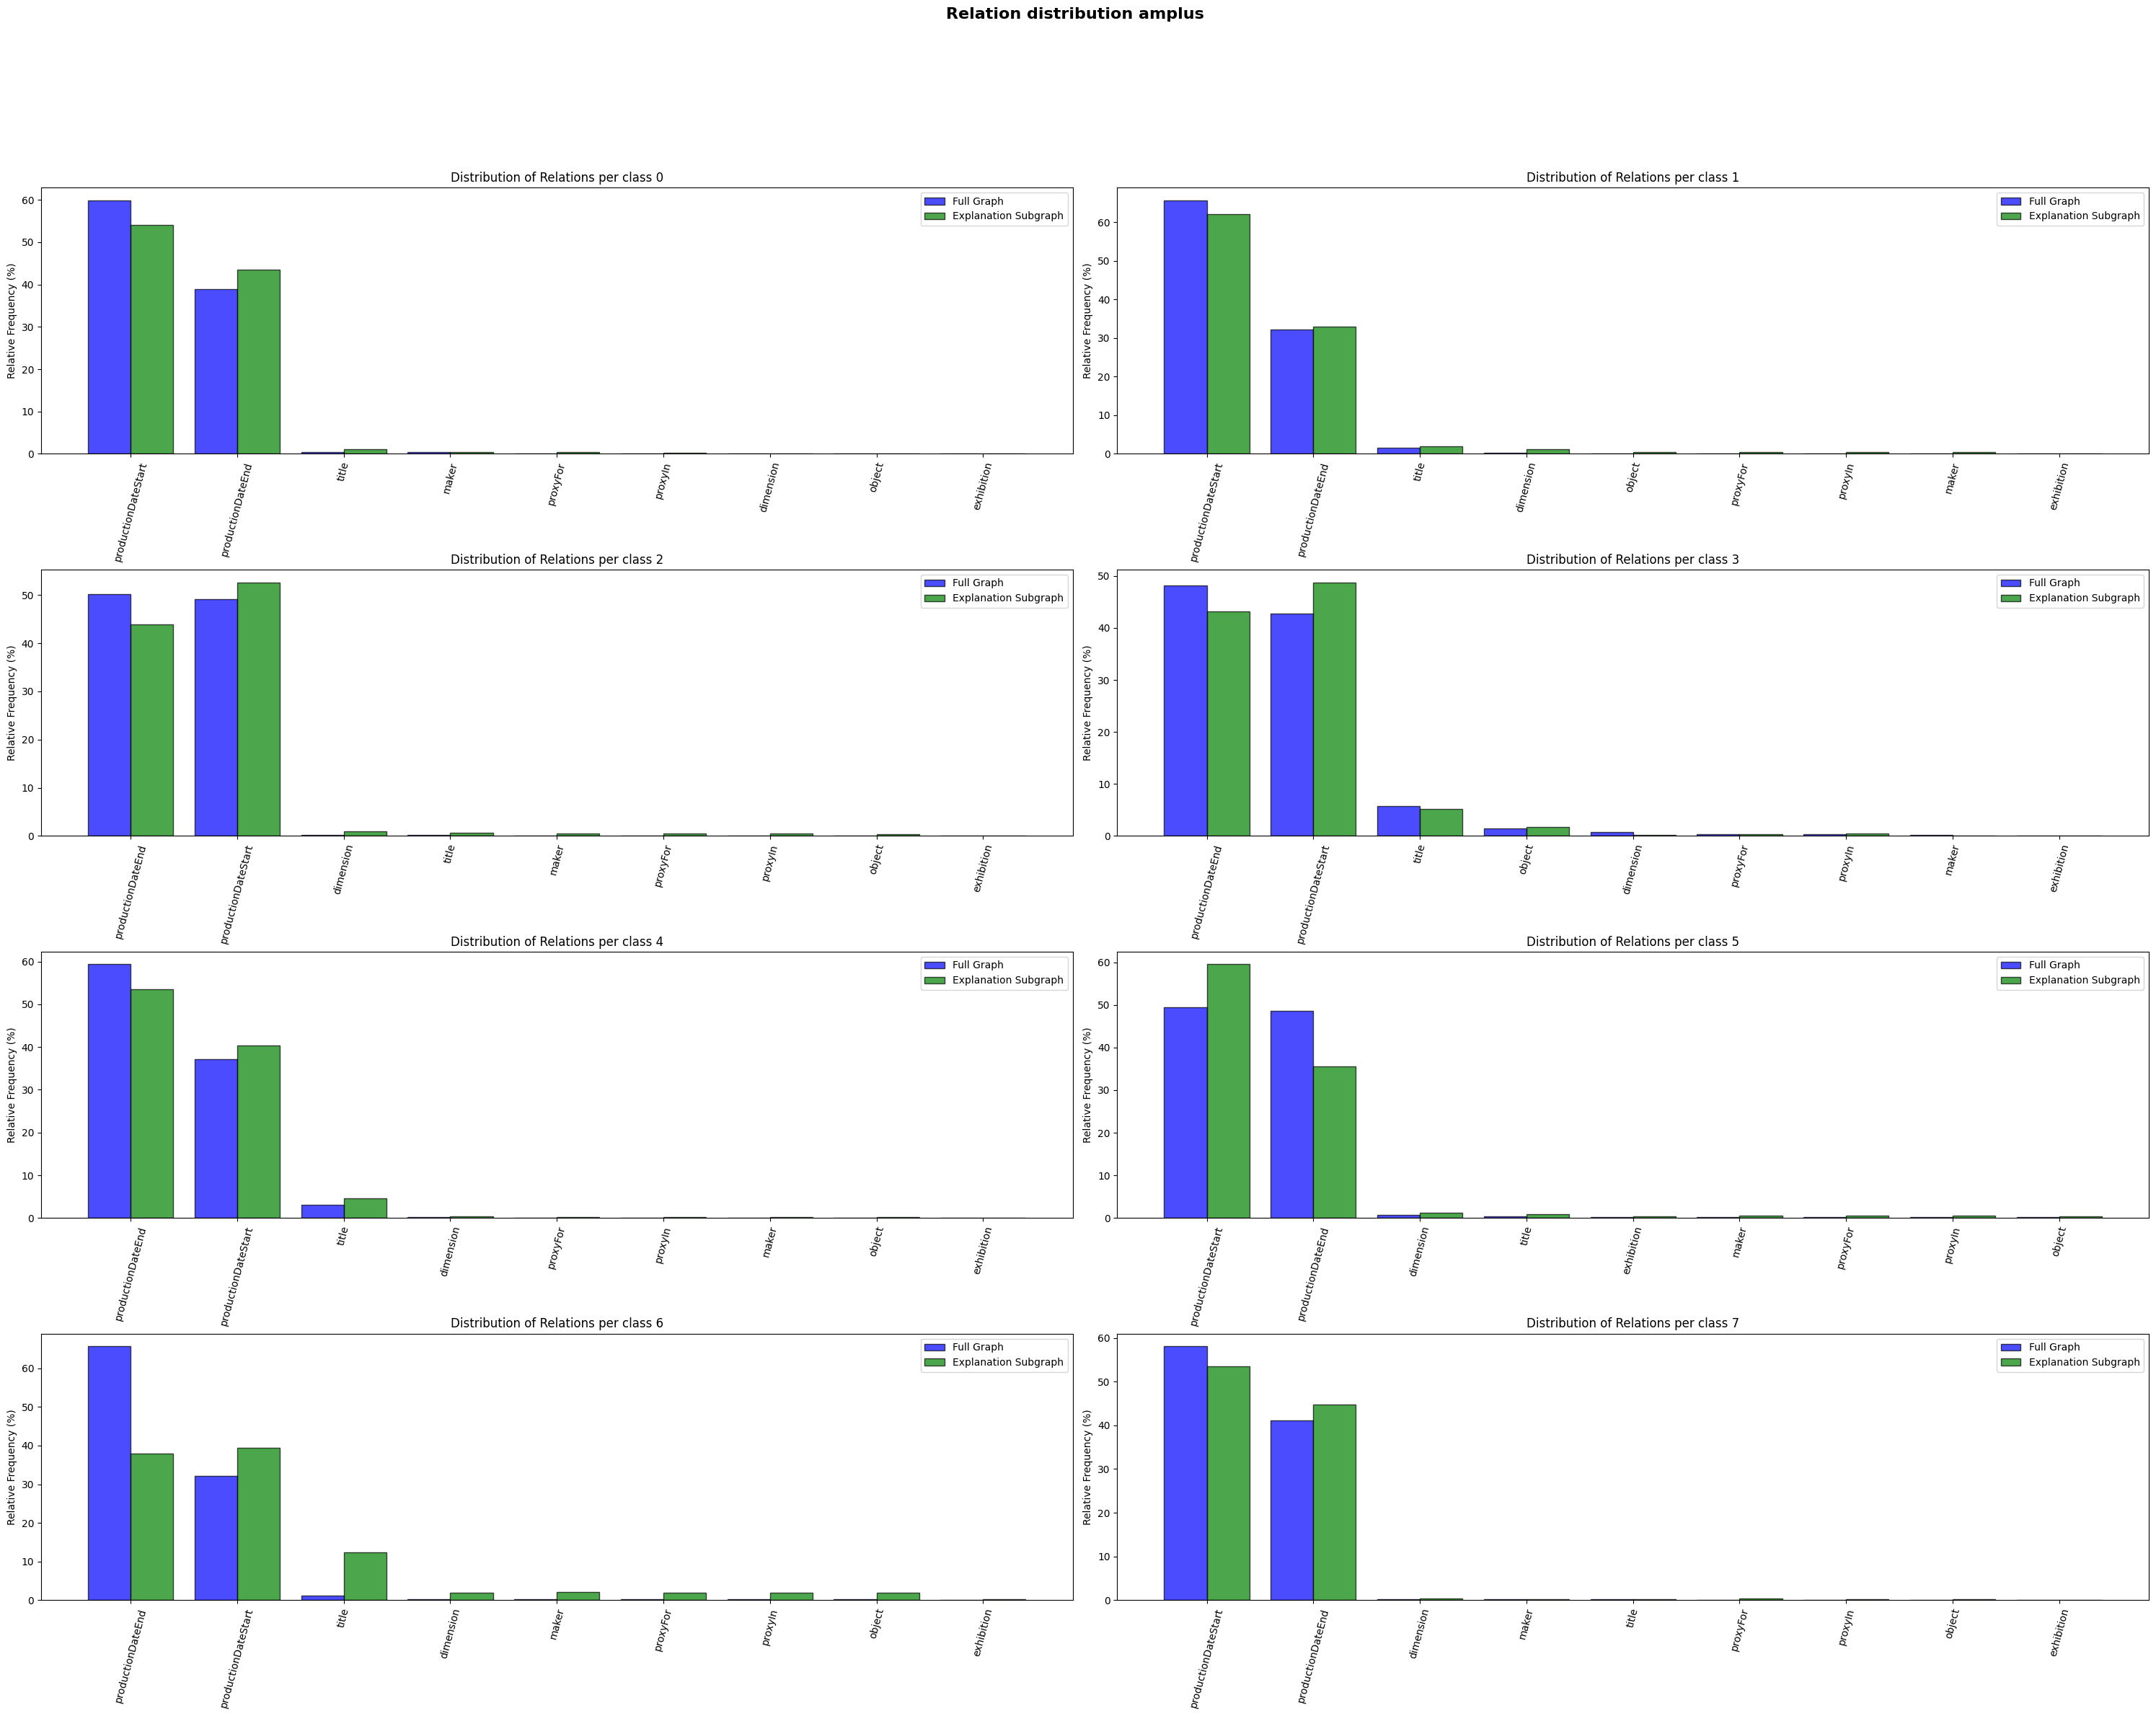 Relation distribution amplus
Distribution of Relations per class 0
Relative Frequency (%)
60
50
40
30
20
10
0
Full Graph
Explanation Subgraph
productionDateStart
productionDateEnd
title
maker
proxyFor
proxyIn
dimension
object
exhibition
Distribution of Relations per class 1
Relative Frequency (%)
60
50
40
30
20
10
0
Full Graph
Explanation Subgraph
productionDateStart
productionDateEnd
title
dimension
object
proxyFor
proxyIn
maker
exhibition
Distribution of Relations per class 2
Relative Frequency (%)
50
40
30
20
10
0
Full Graph
Explanation Subgraph
productionDateEnd
productionDateStart
dimension
title
maker
proxyFor
proxyIn
object
exhibition
Distribution of Relations per class 3
Relative Frequency (%)
50
40
30
20
10
0
Full Graph
Explanation Subgraph
productionDateEnd
productionDateStart
title
object
dimension
proxyFor
proxyIn
maker
exhibition
Distribution of Relations per class 4
Relative Frequency (%)
60
50
40
30
20
10
0
Full Graph
Explanation Subgraph
productionDateEnd
productionDateStart
title
dimension
proxyFor
proxyIn
maker
object
exhibition
Distribution of Relations per class 5
Relative Frequency (%)
60
50
40
30
20
10
0
Full Graph
Explanation Subgraph
productionDateStart
productionDateEnd
dimension
title
exhibition
maker
proxyFor
proxyIn
object
Distribution of Relations per class 6
Relative Frequency (%)
60
50
40
30
20
10
0
Full Graph
Explanation Subgraph
productionDateEnd
productionDateStart
title
dimension
maker
proxyFor
proxyIn
object
exhibition
Distribution of Relations per class 7
Relative Frequency (%)
60
50
40
30
20
10
0
Full Graph
Explanation Subgraph
productionDateStart
productionDateEnd
dimension
maker
title
proxyFor
proxyIn
object
exhibition